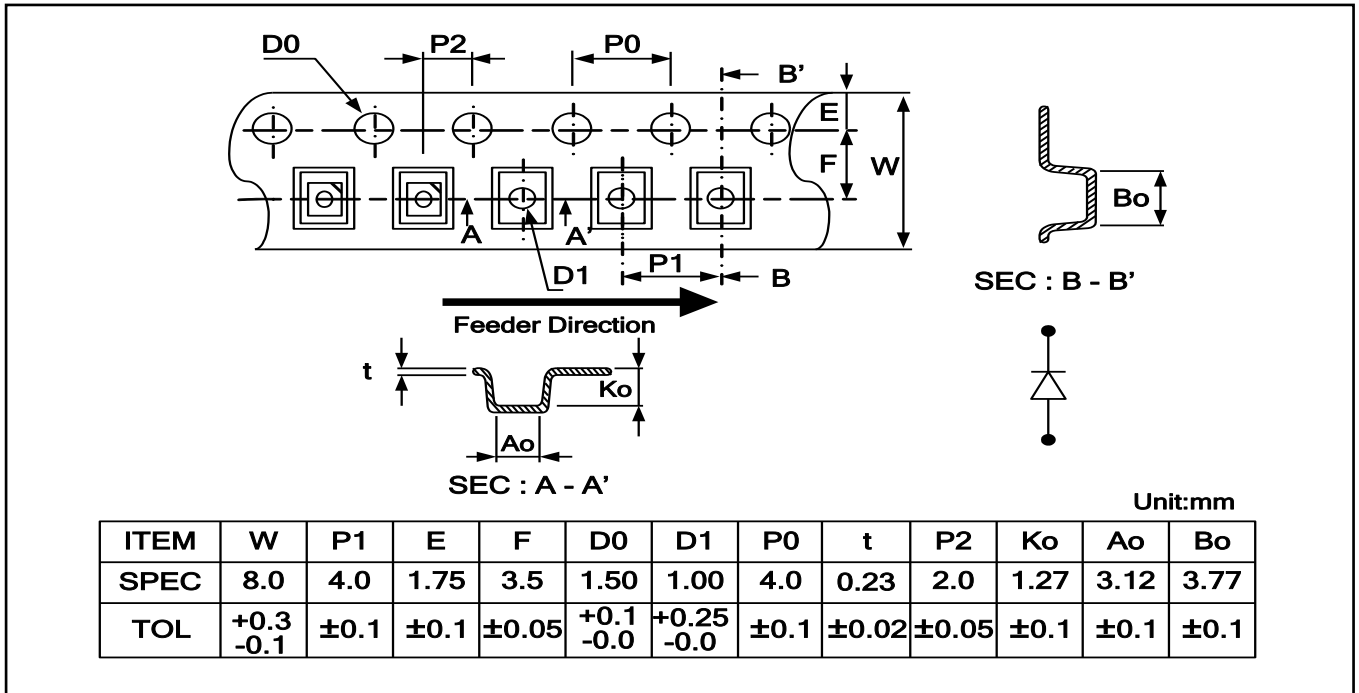 D0
P2
P0
B’
E
F
W
A
A’
D1
P1
B
Bo
SEC : B - B’
Feeder Direction
t
Ko
Ao
SEC : A - A’
Unit:mm
ITEM W P1 E F D0 D1 P0 t P2 Ko Ao Bo
SPEC 8.0 4.0 1.75 3.5 1.50 1.00 4.0 0.23 2.0 1.27 3.12 3.77
TOL +0.3 -0.1 ±0.1 ±0.1 ±0.05 +0.1 -0.0 +0.25 -0.0 ±0.1 ±0.02 ±0.05 ±0.1 ±0.1 ±0.1